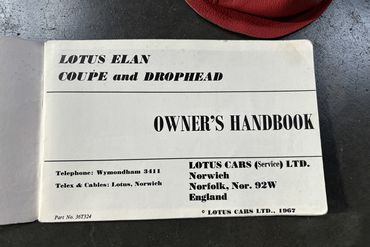 LOTUS ELAN
COUPE and DROPHEAD
OWNER'S HANDBOOK
Telephone: Wymondham 3411
Telex & Cables: Lotus, Norwich
LOTUS CARS (Service) LTD.
Norwich
Norfolk, Nor. 92W
England
Part No. 36T324
© LOTUS CARS LTD., 1967